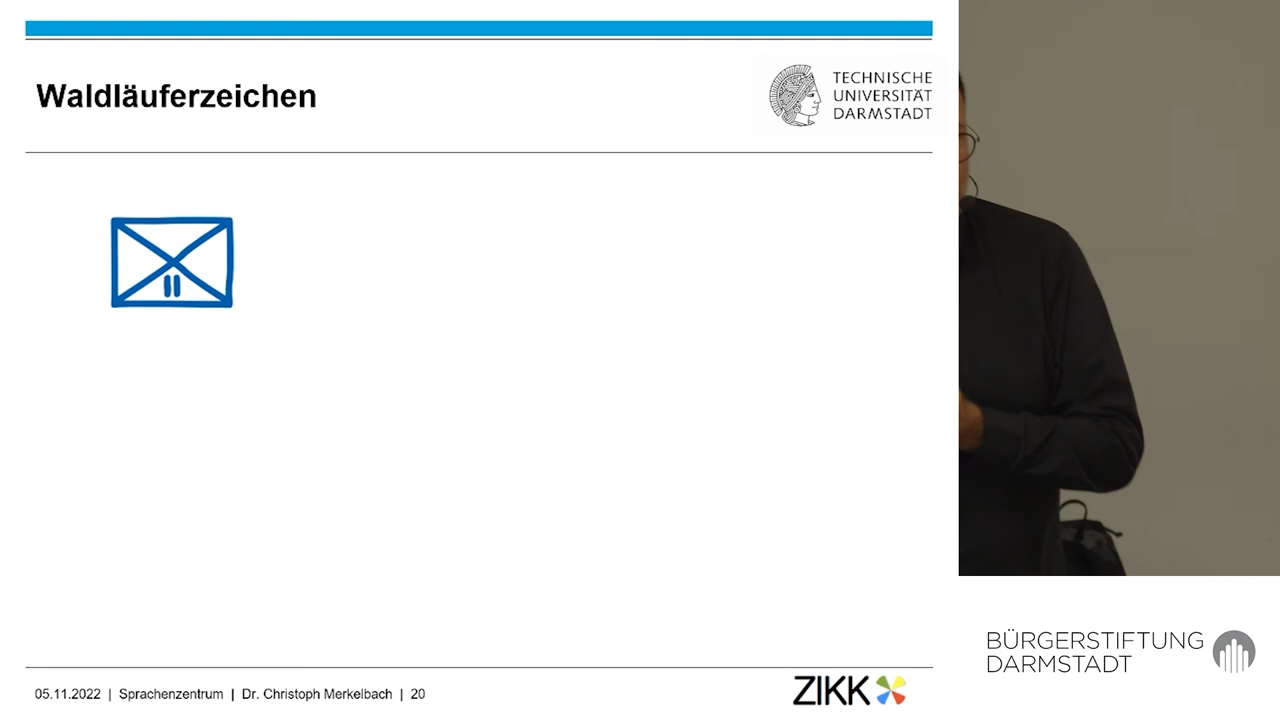 Waldläuferzeichen
TECHNISCHE
UNIVERSITÄT
DARMSTADT
05.11.2022 | Sprachenzentrum | Dr. Christoph Merkelbach | 20
ZIKK
BÜRGERSTIFTUNG
DARMSTADT